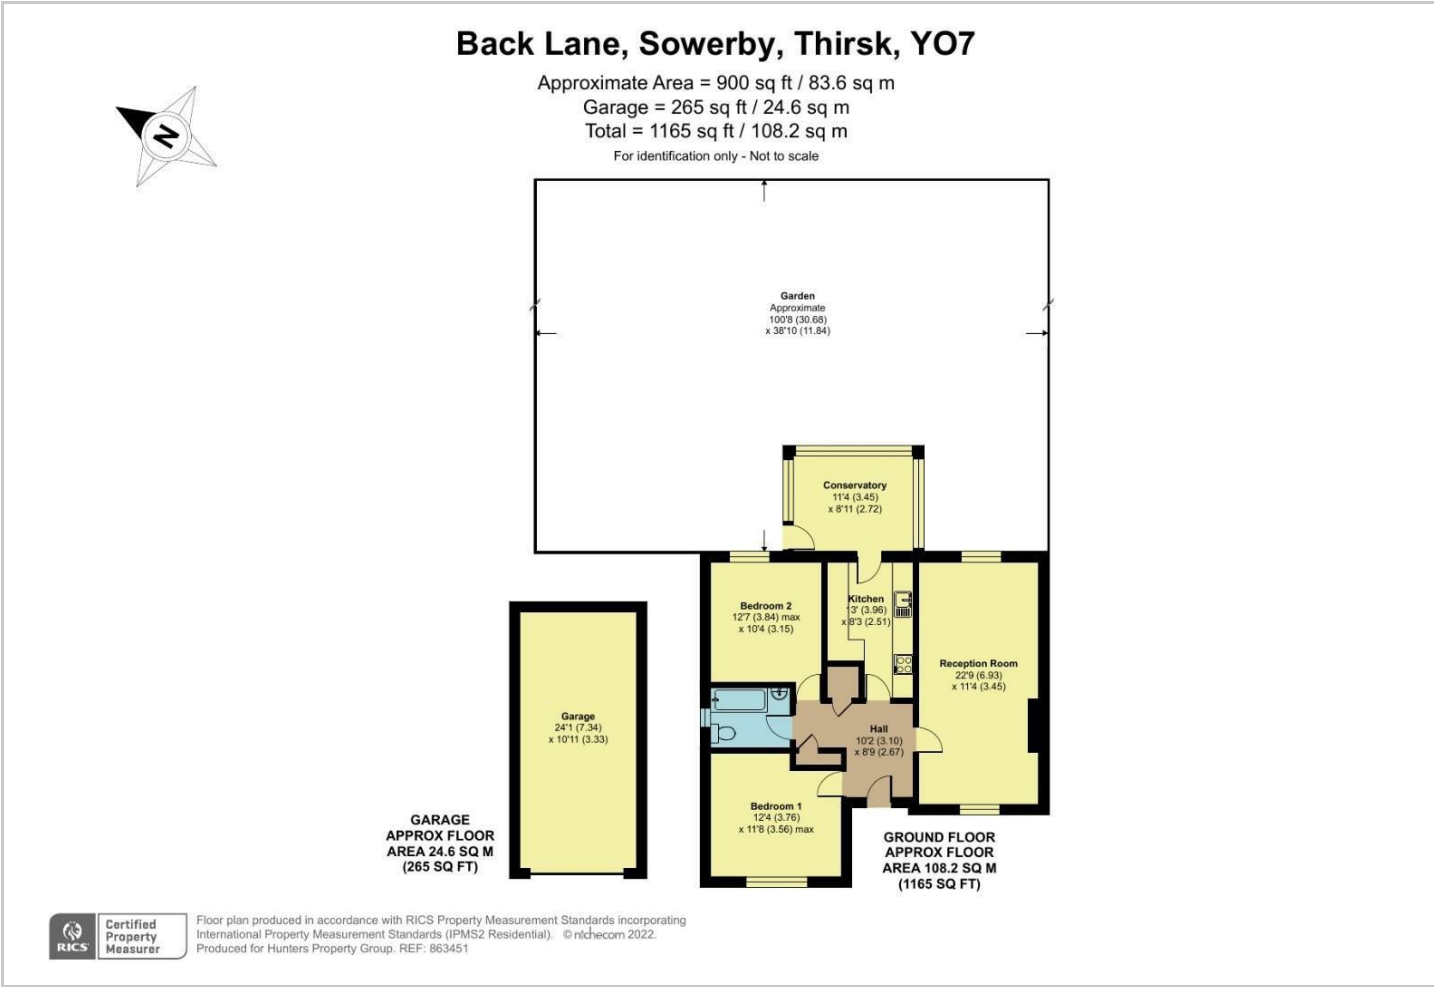 Back Lane, Sowerby, Thirsk, YO7
Approximate Area = 900 sq ft / 83.6 sq m
Garage = 265 sq ft / 24.6 sq m
Total = 1165 sq ft / 108.2 sq m
For identification only - Not to scale
N
Garden
Approximate
100'8 (30.68)
x 38'10 (11.84)
Conservatory
11'4 (3.45)
x 8'11 (2.72)
Bedroom 2
12'7 (3.84) max
x 10'4 (3.15)
Kitchen
13' (3.96)
x 8'3 (2.51)
Reception Room
22'9 (6.93)
x 11'4 (3.45)
Garage
24'1 (7.34)
x 10'11 (3.33)
Hall
10'2 (3.10)
x 8'9 (2.67)
Bedroom 1
12'4 (3.76)
x 11'8 (3.56) max
GARAGE
APPROX FLOOR
AREA 24.6 SQ M
(265 SQ FT)
GROUND FLOOR
APPROX FLOOR
AREA 108.2 SQ M
(1165 SQ FT)
RICS
Certified
Property
Measurer
Floor plan produced in accordance with RICS Property Measurement Standards incorporating
International Property Measurement Standards (IPMS2 Residential). © nichecom 2022.
Produced for Hunters Property Group. REF: 863451